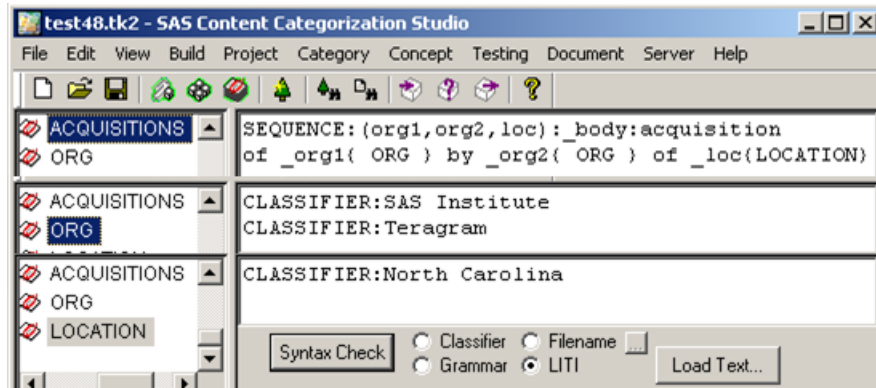 test48.tk2 - SAS Content Categorization Studio
File Edit View Build Project Category Concept Testing Document Server Help
ACQUISITIONS
ORG
SEQUENCE:(org1,org2,loc):_body:acquisition
of _org1{ ORG } by _org2{ ORG } of _loc{LOCATION}
ACQUISITIONS
ORG
CLASSIFIER:SAS Institute
CLASSIFIER:Teragram
ACQUISITIONS
ORG
LOCATION
CLASSIFIER:North Carolina
Syntax Check
Classifier Filename ...
Grammar LITI
Load Text...